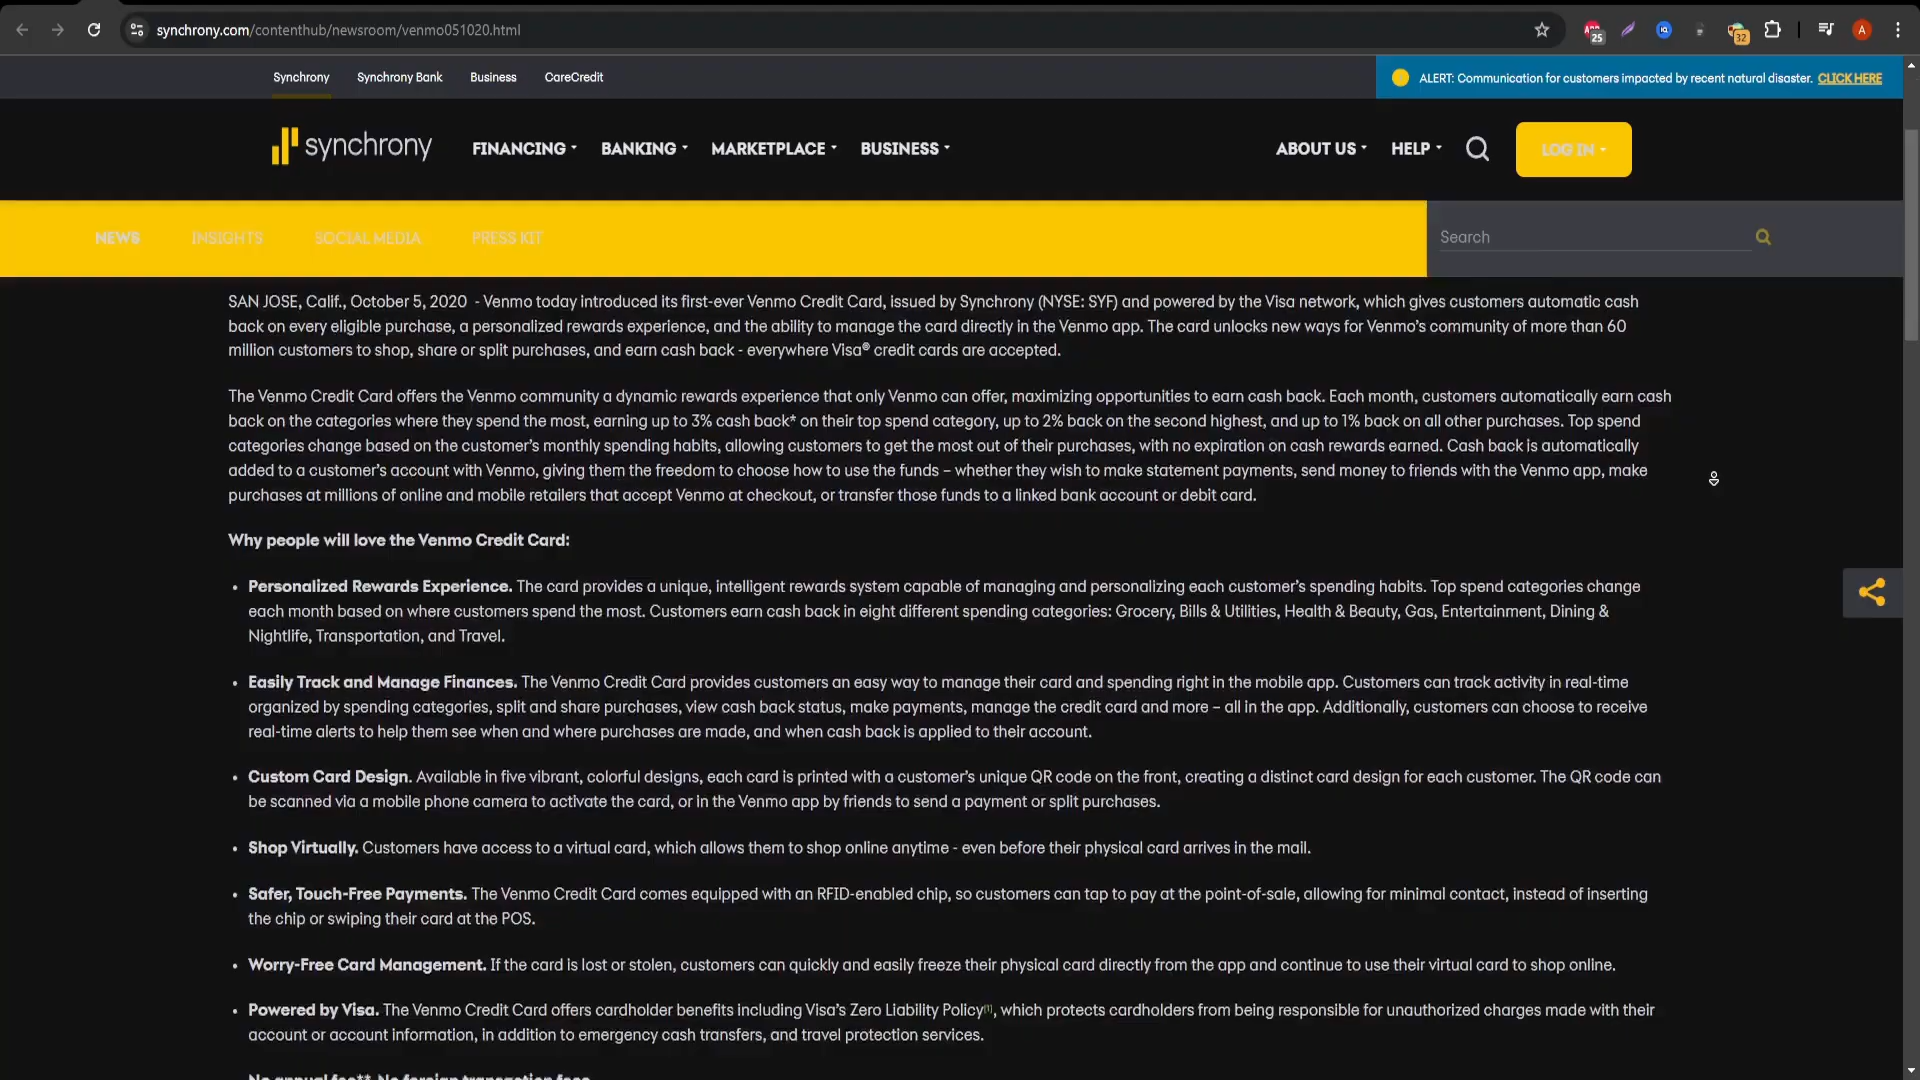 synchrony.com/contenthub/newsroom/venmo051020.html
25
32
A
Synchrony Synchrony Bank Business CareCredit
ALERT: Communication for customers impacted by recent natural disaster. CLICK HERE
synchrony FINANCING BANKING MARKETPLACE BUSINESS ABOUT US HELP LOG IN
NEWS INSIGHTS SOCIAL MEDIA PRESS KIT Search
SAN JOSE, Calif., October 5, 2020 - Venmo today introduced its first-ever Venmo Credit Card, issued by Synchrony (NYSE: SYF) and powered by the Visa network, which gives customers automatic cash
back on every eligible purchase, a personalized rewards experience, and the ability to manage the card directly in the Venmo app. The card unlocks new ways for Venmo's community of more than 60
million customers to shop, share or split purchases, and earn cash back - everywhere Visa® credit cards are accepted.
The Venmo Credit Card offers the Venmo community a dynamic rewards experience that only Venmo can offer, maximizing opportunities to earn cash back. Each month, customers automatically earn cash
back on the categories where they spend the most, earning up to 3% cash back* on their top spend category, up to 2% back on the second highest, and up to 1% back on all other purchases. Top spend
categories change based on the customer's monthly spending habits, allowing customers to get the most out of their purchases, with no expiration on cash rewards earned. Cash back is automatically
added to a customer's account with Venmo, giving them the freedom to choose how to use the funds – whether they wish to make statement payments, send money to friends with the Venmo app, make
purchases at millions of online and mobile retailers that accept Venmo at checkout, or transfer those funds to a linked bank account or debit card.
Why people will love the Venmo Credit Card:
• Personalized Rewards Experience. The card provides a unique, intelligent rewards system capable of managing and personalizing each customer's spending habits. Top spend categories change
each month based on where customers spend the most. Customers earn cash back in eight different spending categories: Grocery, Bills & Utilities, Health & Beauty, Gas, Entertainment, Dining &
Nightlife, Transportation, and Travel.
• Easily Track and Manage Finances. The Venmo Credit Card provides customers an easy way to manage their card and spending right in the mobile app. Customers can track activity in real-time
organized by spending categories, split and share purchases, view cash back status, make payments, manage the credit card and more – all in the app. Additionally, customers can choose to receive
real-time alerts to help them see when and where purchases are made, and when cash back is applied to their account.
• Custom Card Design. Available in five vibrant, colorful designs, each card is printed with a customer's unique QR code on the front, creating a distinct card design for each customer. The QR code can
be scanned via a mobile phone camera to activate the card, or in the Venmo app by friends to send a payment or split purchases.
• Shop Virtually. Customers have access to a virtual card, which allows them to shop online anytime - even before their physical card arrives in the mail.
• Safer, Touch-Free Payments. The Venmo Credit Card comes equipped with an RFID-enabled chip, so customers can tap to pay at the point-of-sale, allowing for minimal contact, instead of inserting
the chip or swiping their card at the POS.
• Worry-Free Card Management. If the card is lost or stolen, customers can quickly and easily freeze their physical card directly from the app and continue to use their virtual card to shop online.
• Powered by Visa. The Venmo Credit Card offers cardholder benefits including Visa's Zero Liability Policy[1], which protects cardholders from being responsible for unauthorized charges made with their
account or account information, in addition to emergency cash transfers, and travel protection services.
No annual fee**. No foreign transaction fees.